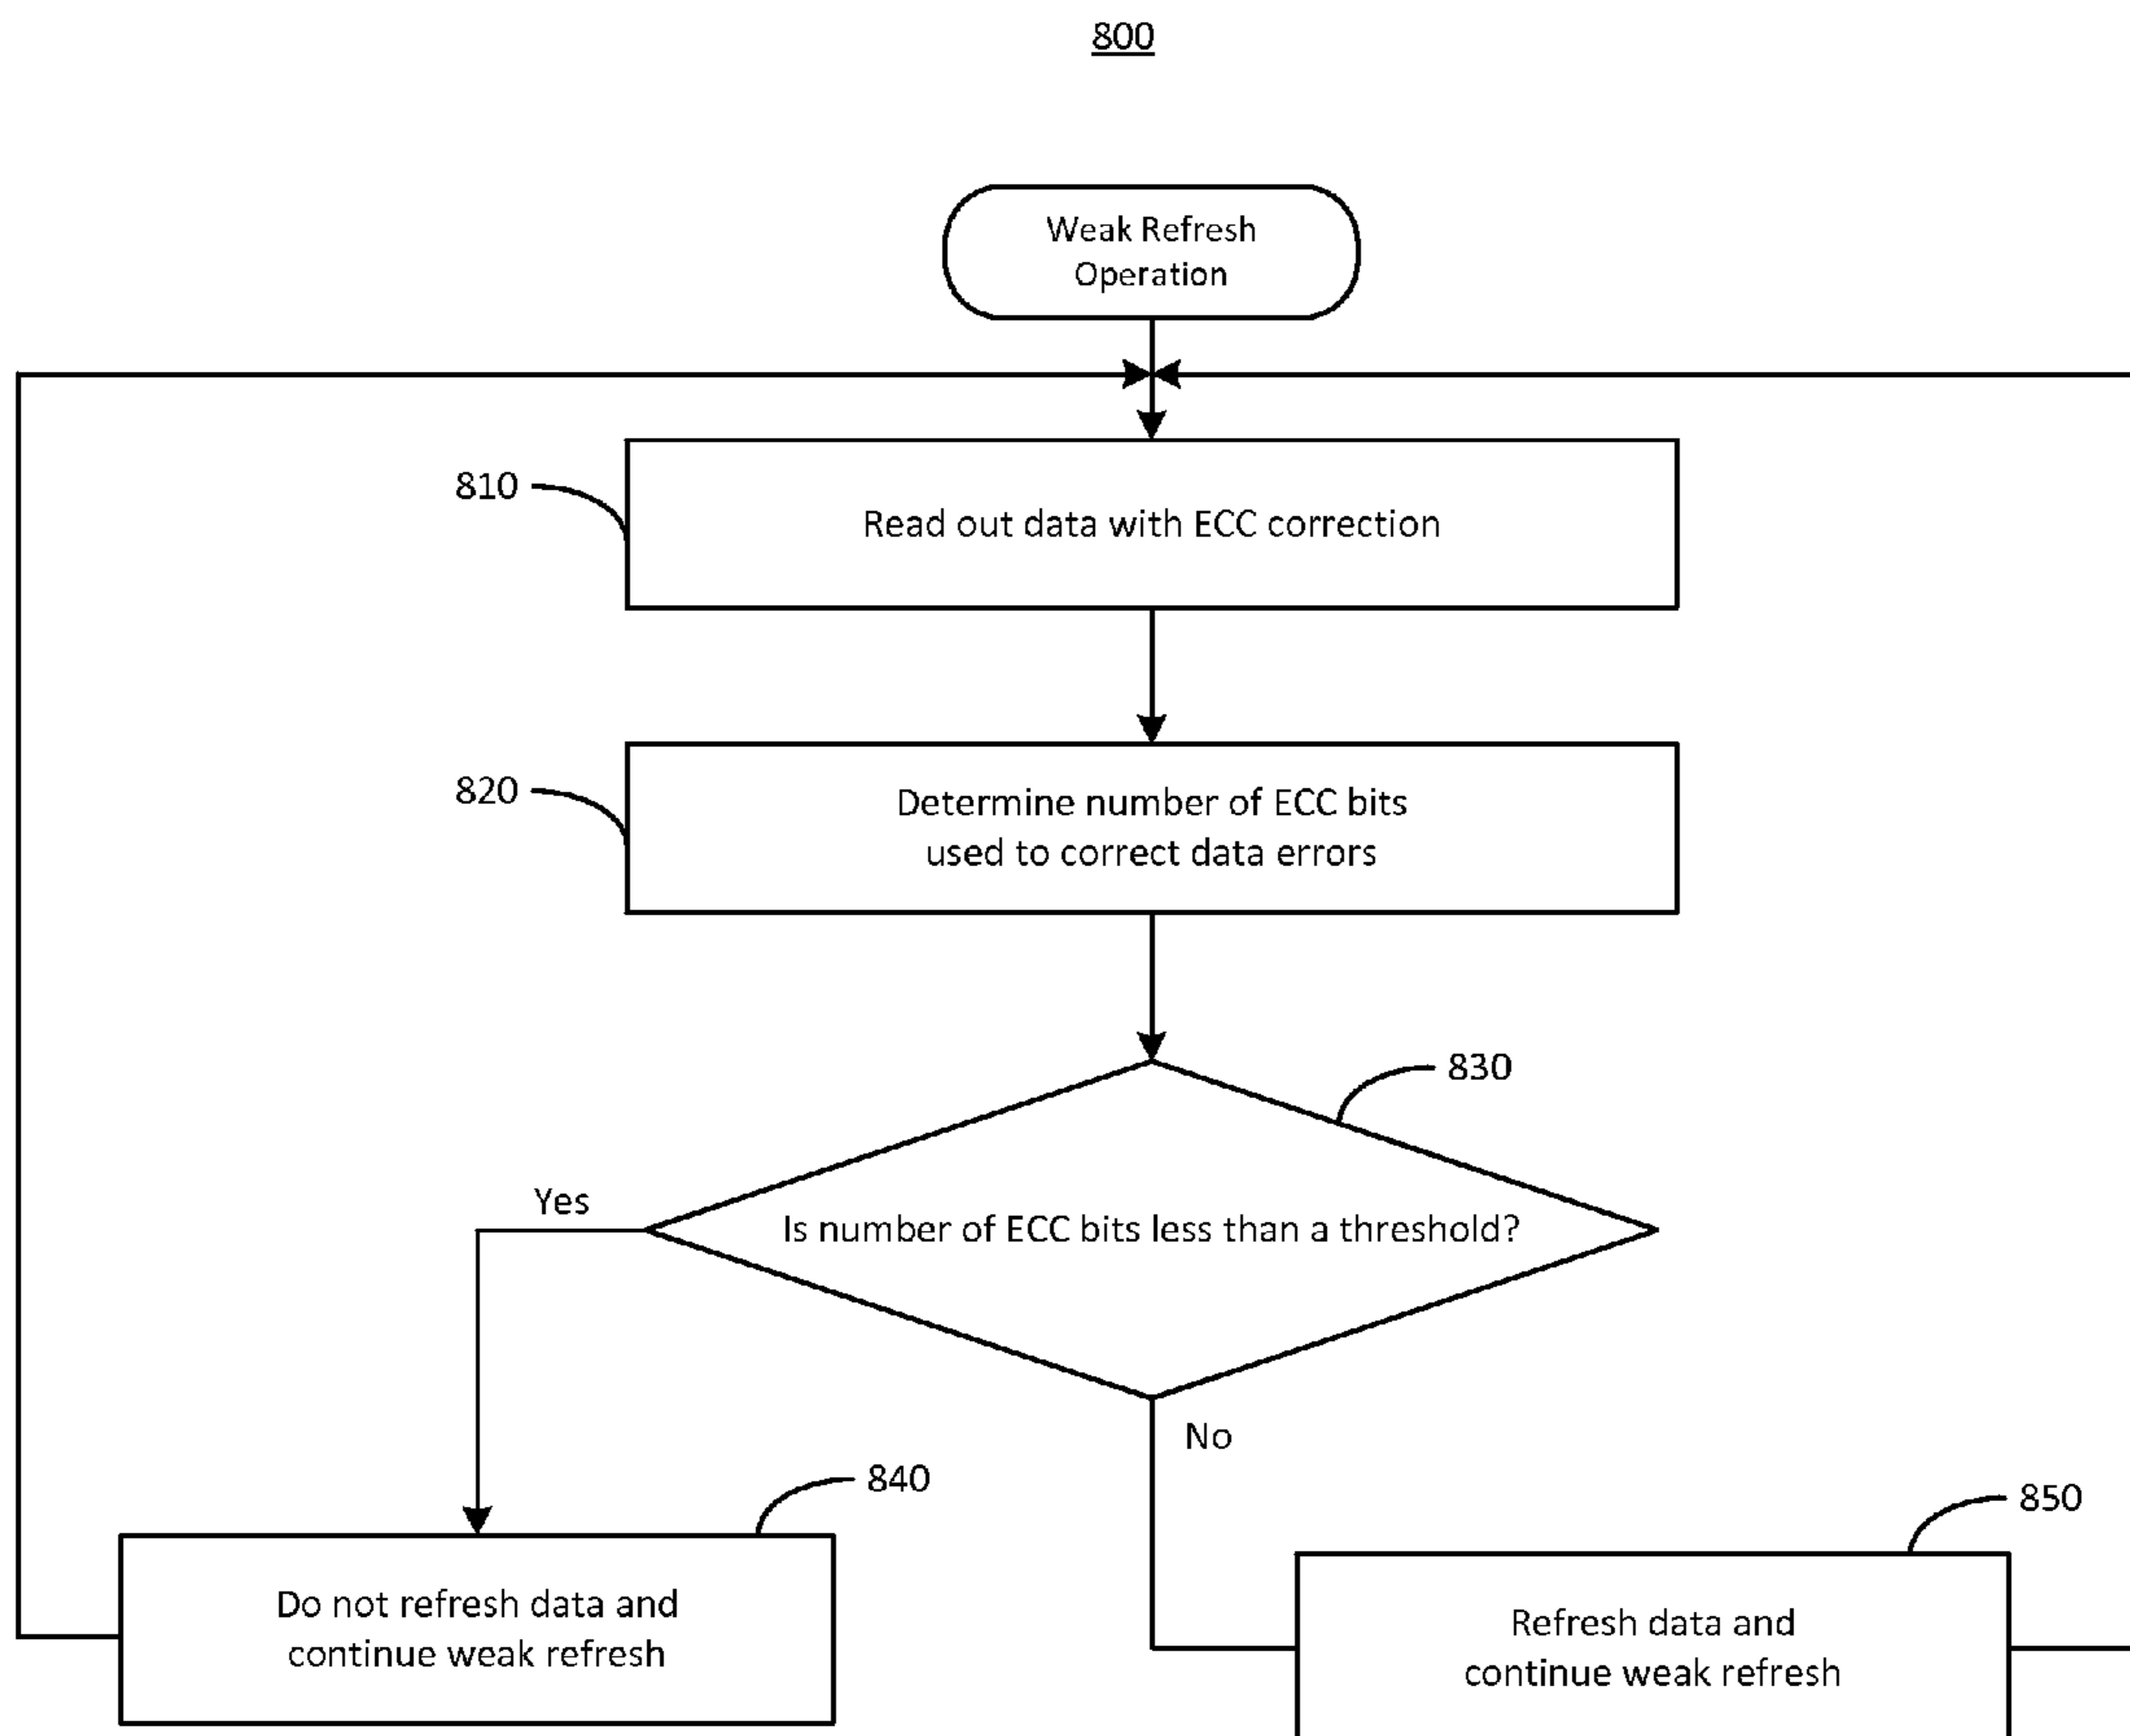 800
Weak Refresh
Operation
810
Read out data with ECC correction
820
Determine number of ECC bits
used to correct data errors
830
Yes
Is number of ECC bits less than a threshold?
No
840
850
Do not refresh data and
continue weak refresh
Refresh data and
continue weak refresh